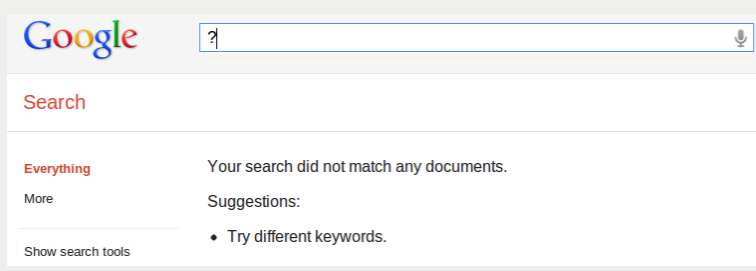 Google
?
Search
Everything
Your search did not match any documents.
More
Suggestions:
• Try different keywords.
Show search tools